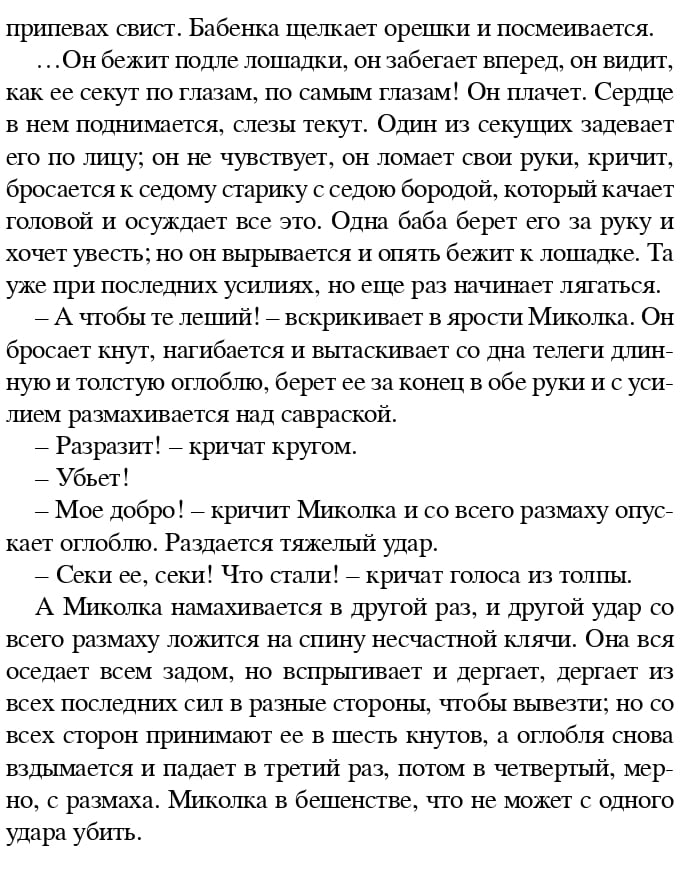 припевах свист. Бабенка щелкает орешки и посмеивается.
…Он бежит подле лошадки, он забегает вперед, он видит,
как ее секут по глазам, по самым глазам! Он плачет. Сердце
в нем поднимается, слезы текут. Один из секущих задевает
его по лицу; он не чувствует, он ломает свои руки, кричит,
бросается к седому старику с седою бородой, который качает
головой и осуждает все это. Одна баба берет его за руку и
хочет увесть; но он вырывается и опять бежит к лошадке. Та
уже при последних усилиях, но еще раз начинает лягаться.
– А чтобы те леший! – вскрикивает в ярости Миколка. Он
бросает кнут, нагибается и вытаскивает со дна телеги длин-
ную и толстую оглоблю, берет ее за конец в обе руки и с уси-
лием размахивается над савраской.
– Разразит! – кричат кругом.
– Убьет!
– Мое добро! – кричит Миколка и со всего размаху опус-
кает оглоблю. Раздается тяжелый удар.
– Секи ее, секи! Что стали! – кричат голоса из толпы.
А Миколка намахивается в другой раз, и другой удар со
всего размаху ложится на спину несчастной клячи. Она вся
оседает всем задом, но вспрыгивает и дергает, дергает из
всех последних сил в разные стороны, чтобы вывезти; но со
всех сторон принимают ее в шесть кнутов, а оглобля снова
вздымается и падает в третий раз, потом в четвертый, мер-
но, с размаха. Миколка в бешенстве, что не может с одного
удара убить.